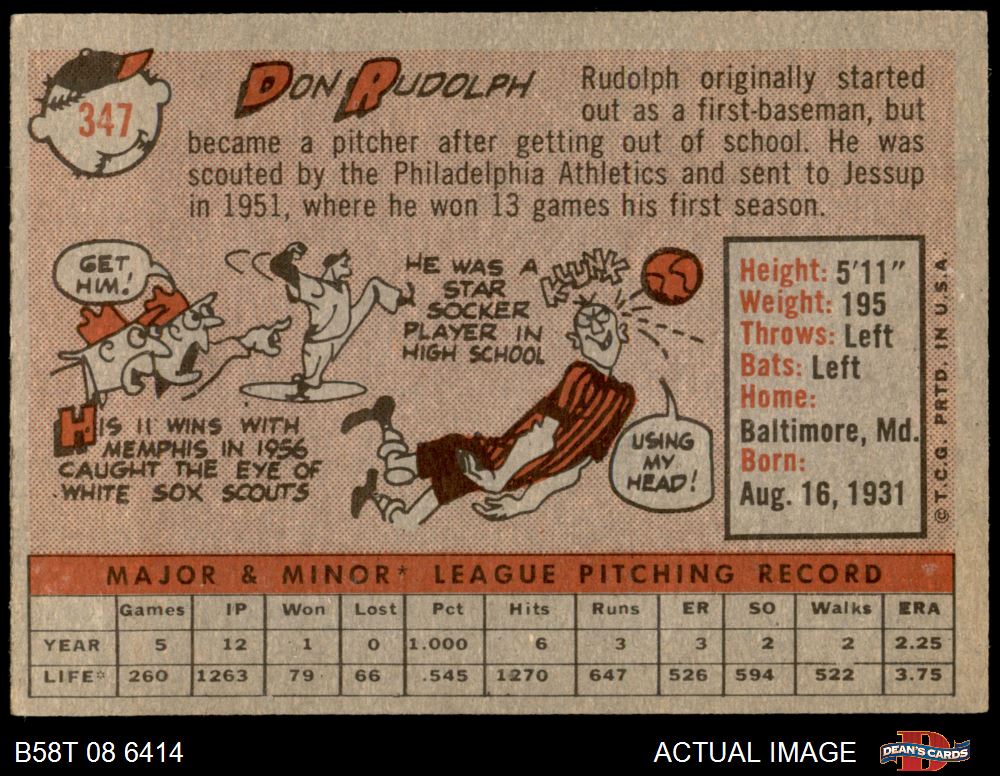 347
DON RUDOLPH
Rudolph originally started
out as a first-baseman, but
became a pitcher after getting out of school. He was
scouted by the Philadelphia Athletics and sent to Jessup
in 1951, where he won 13 games his first season.
GET
HIM!
HIS 11 WINS WITH
MEMPHIS IN 1956
CAUGHT THE EYE OF
WHITE SOX SCOUTS
HE WAS A
STAR
SOCKER
PLAYER IN
HIGH SCHOOL
KLUNK
USING
MY
HEAD!
Height: 5'11"
Weight: 195
Throws: Left
Bats: Left
Home:
Baltimore, Md.
Born:
Aug. 16, 1931
© T.C.G. PRTD. IN U.S.A.
MAJOR & MINOR* LEAGUE PITCHING RECORD
Games IP Won Lost Pct Hits Runs ER SO Walks ERA
YEAR 5 12 1 0 1.000 6 3 3 2 2 2.25
LIFE* 260 1263 79 66 .545 1270 647 526 594 522 3.75
B58T 08 6414
ACTUAL IMAGE
D
DEAN'S CARDS